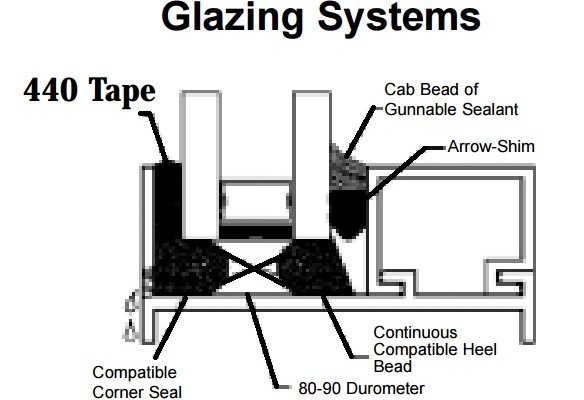 Glazing Systems
440 Tape
Cab Bead of
Gunnable Sealant
Arrow-Shim
Continuous
Compatible Heel
Bead
Compatible
Corner Seal
80-90 Durometer